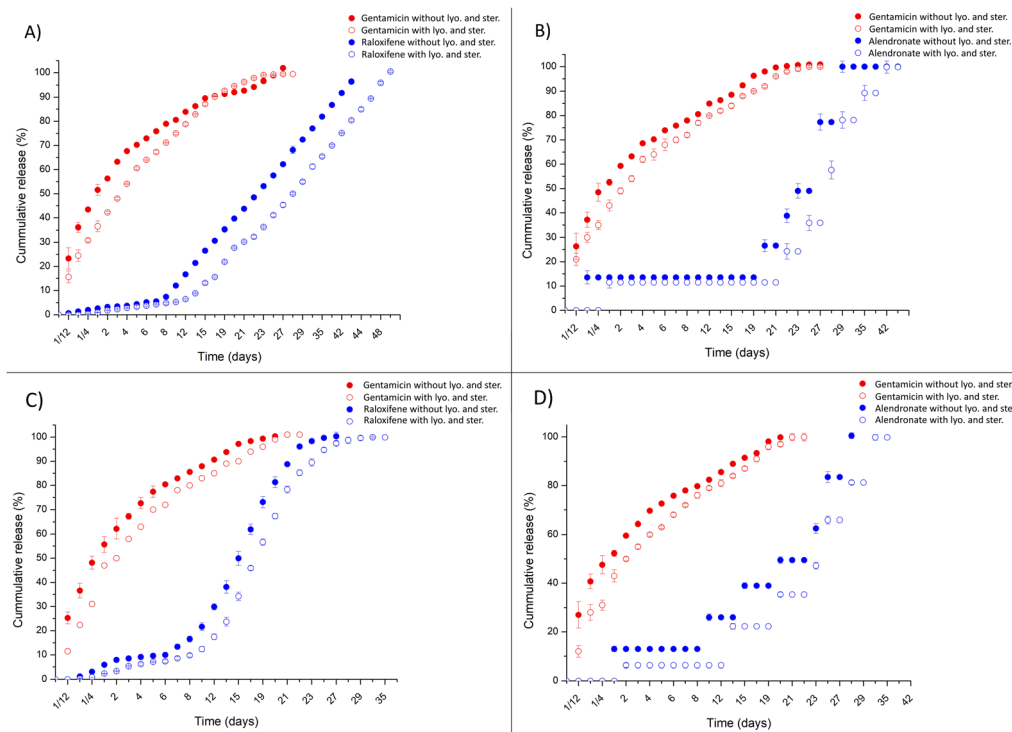 A)
Gentamicin without lyo. and ster.
Gentamicin with lyo. and ster.
Raloxifene without lyo. and ster.
Raloxifene with lyo. and ster.
Cummulative release (%)
100
90
80
70
60
50
40
30
20
10
0
1/12 1/4 2 4 6 8 12 15 19 23 27 29 35 42 48
Time (days)
B)
Gentamicin without lyo. and ster.
Gentamicin with lyo. and ster.
Alendronate without lyo. and ster.
Alendronate with lyo. and ster.
Cummulative release (%)
100
90
80
70
60
50
40
30
20
10
0
1/12 1/4 2 4 6 8 12 15 19 21 23 27 29 35 42
Time (days)
C)
Gentamicin without lyo. and ster.
Gentamicin with lyo. and ster.
Raloxifene without lyo. and ster.
Raloxifene with lyo. and ster.
Cummulative release (%)
100
90
80
70
60
50
40
30
20
10
0
1/12 1/4 2 4 6 8 12 15 19 21 23 27 29 35
Time (days)
D)
Gentamicin without lyo. and ster
Gentamicin with lyo. and ster.
Alendronate without lyo. and ster
Alendronate with lyo. and ster.
Cummulative release (%)
100
80
60
40
20
0
1/12 1/4 2 4 6 8 12 15 19 21 23 27 29 35 42
Time (days)